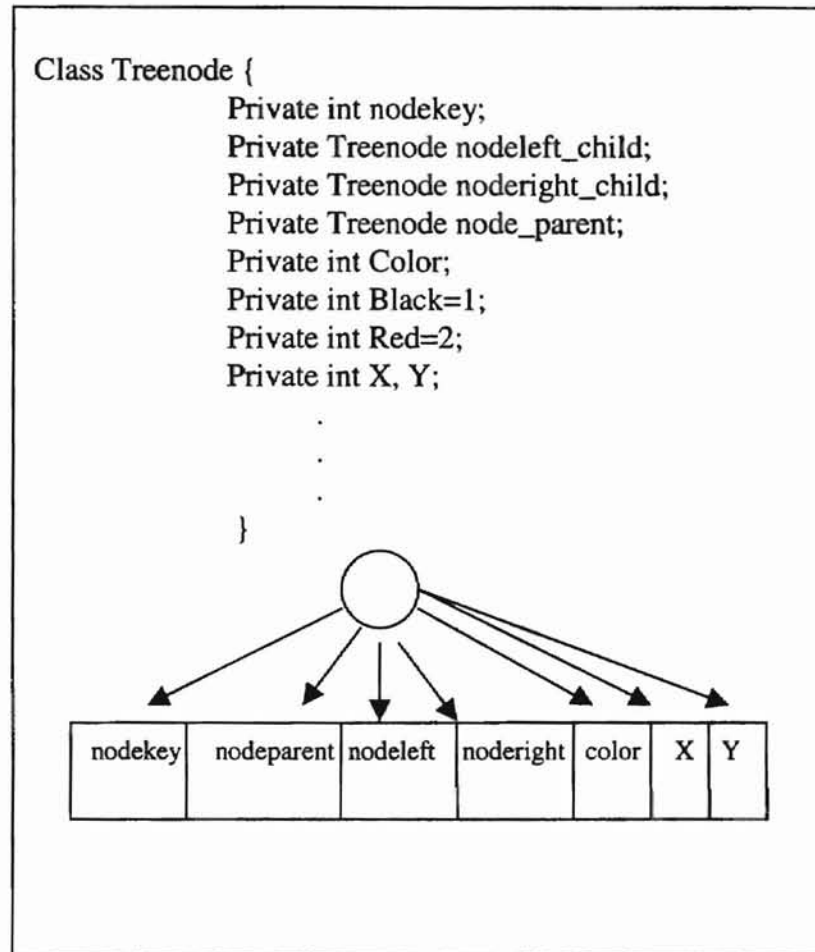 Class Treenode {
Private int nodekey;
Private Treenode nodeleft_child;
Private Treenode noderight_child;
Private Treenode node_parent;
Private int Color;
Private int Black=1;
Private int Red=2;
Private int X, Y;
.
.
.
}
nodekey nodeparent nodeleft noderight color X Y